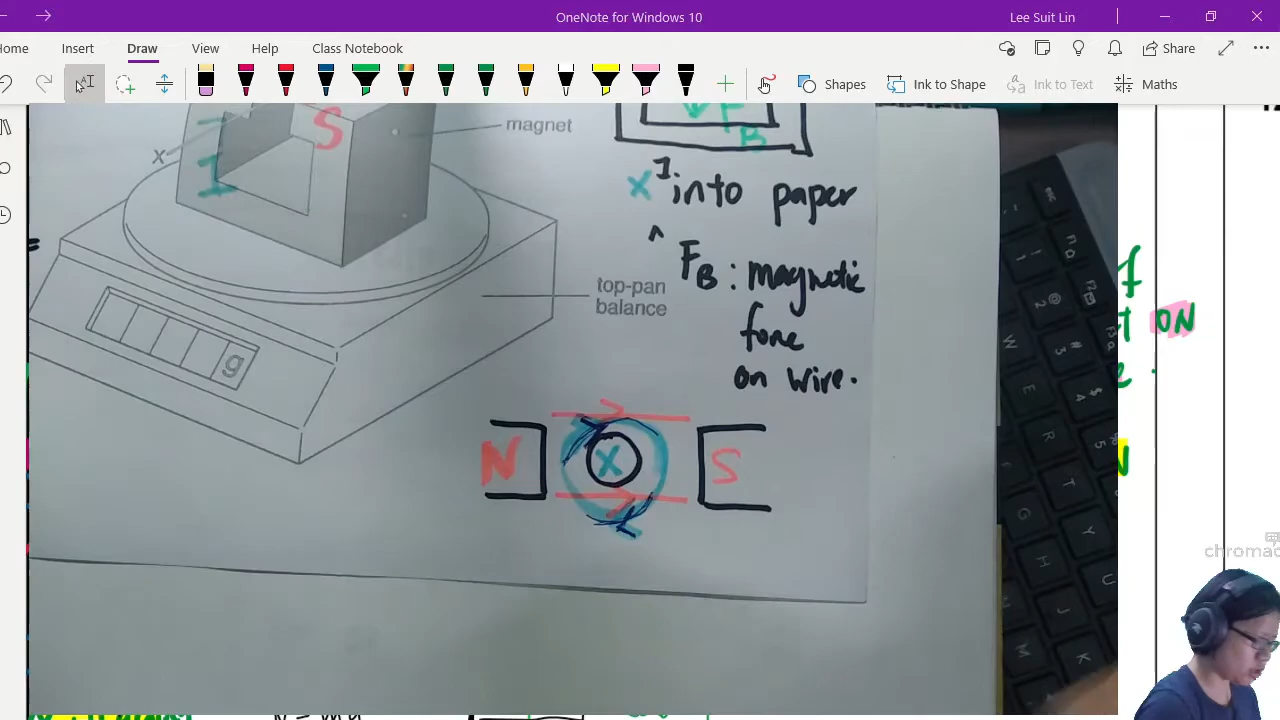 OneNote for Windows 10
Lee Suit Lin
Home
Insert
Draw
View
Help
Class Notebook
Share
Shapes
Ink to Shape
Ink to Text
Maths
S
magnet
F
B
x
I
x I into paper
^
F_B : magnetic
on wire.
top-pan
balance
g
N
X
S
ON
N
chromac